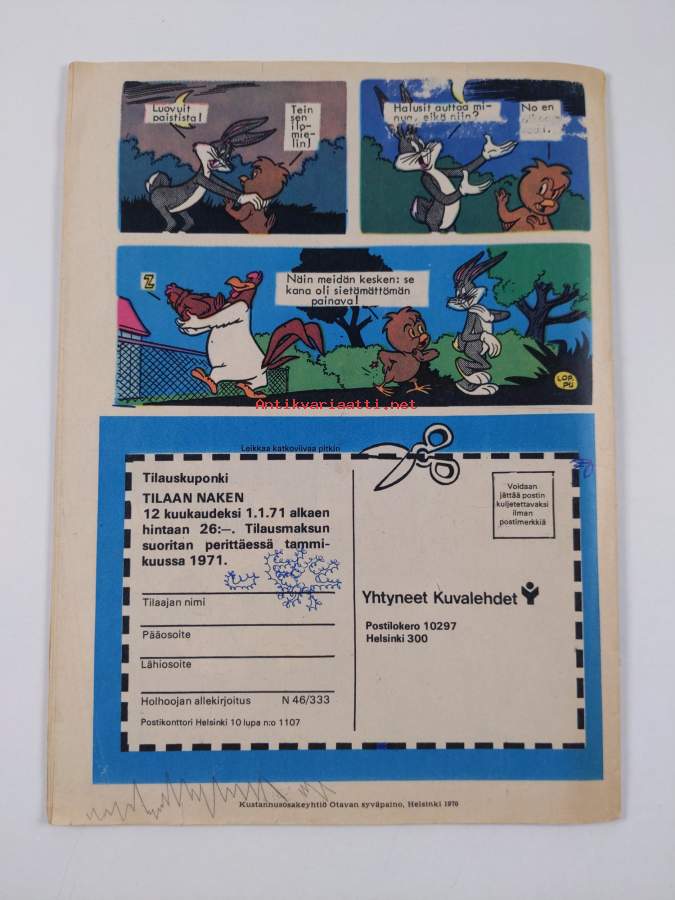 Luovuit
paistista!
Tein
sen
ilo-
mie-
lin!
Halusit auttaa mi-
nua, eikä niin?
No en
Z
Näin meidän kesken: se
kana oli sietämättömän
painava!
LOP-
PU
Antikvariaatti.net
Leikkaa katkoviivaa pitkin
Tilauskuponki
TILAAN NAKEN
12 kuukaudeksi 1.1.71 alkaen
hintaan 26:—. Tilausmaksun
suoritan perittäessä tammi-
kuussa 1971.
Tilaajan nimi
Pääosoite
Lähiosoite
Holhoojan allekirjoitus N 46/333
Postikonttori Helsinki 10 lupa n:o 1107
Voidaan
jättää postin
kuljetettavaksi
ilman
postimerkkiä
Yhtyneet Kuvalehdet
Postilokero 10297
Helsinki 300
Kustannusosakeyhtiö Otavan syväpaino, Helsinki 1970